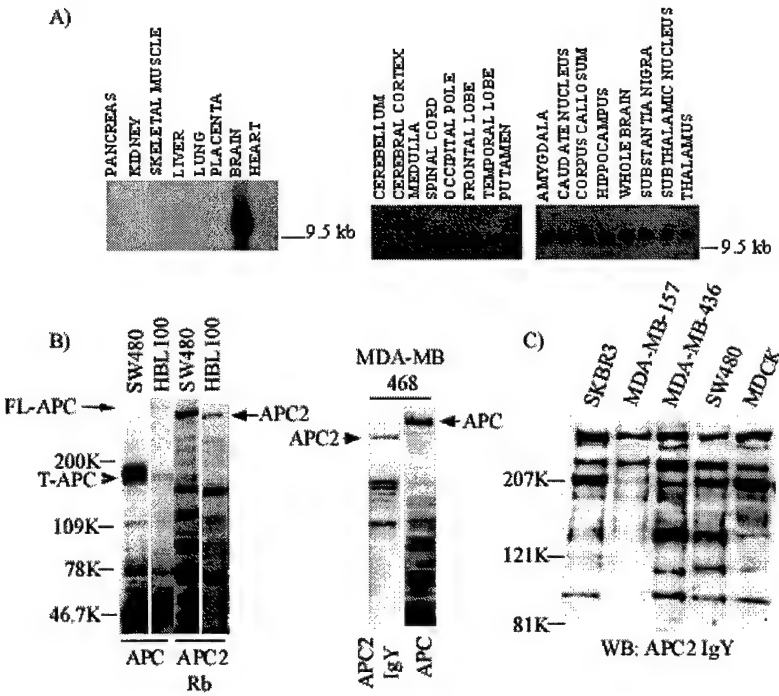 A)
PANCREAS
KIDNEY
SKELETAL MUSCLE
LIVER
LUNG
PLACENTA
BRAIN
HEART
9.5 kb
CEREBELLUM
CEREBRAL CORTEX
MEDULLA
SPINAL CORD
OCCIPITAL POLE
FRONTAL LOBE
TEMPORAL LOBE
PUTAMEN
AMYGDALA
CAUDATE NUCLEUS
CORPUS CALLOSUM
HIPPOCAMPUS
WHOLE BRAIN
SUBSTANTIA NIGRA
SUBTHALAMIC NUCLEUS
THALAMUS
9.5 kb
B)
SW480
HBL100
SW480
HBL100
FL-APC
APC2
200K
T-APC
109K
78K
46.7K
APC
APC2
Rb
MDA-MB
468
APC2
APC
APC2
IgY
APC
C)
SKBR3
MDA-MB-157
MDA-MB-436
SW480
MDCK
207K
121K
81K
WB: APC2 IgY